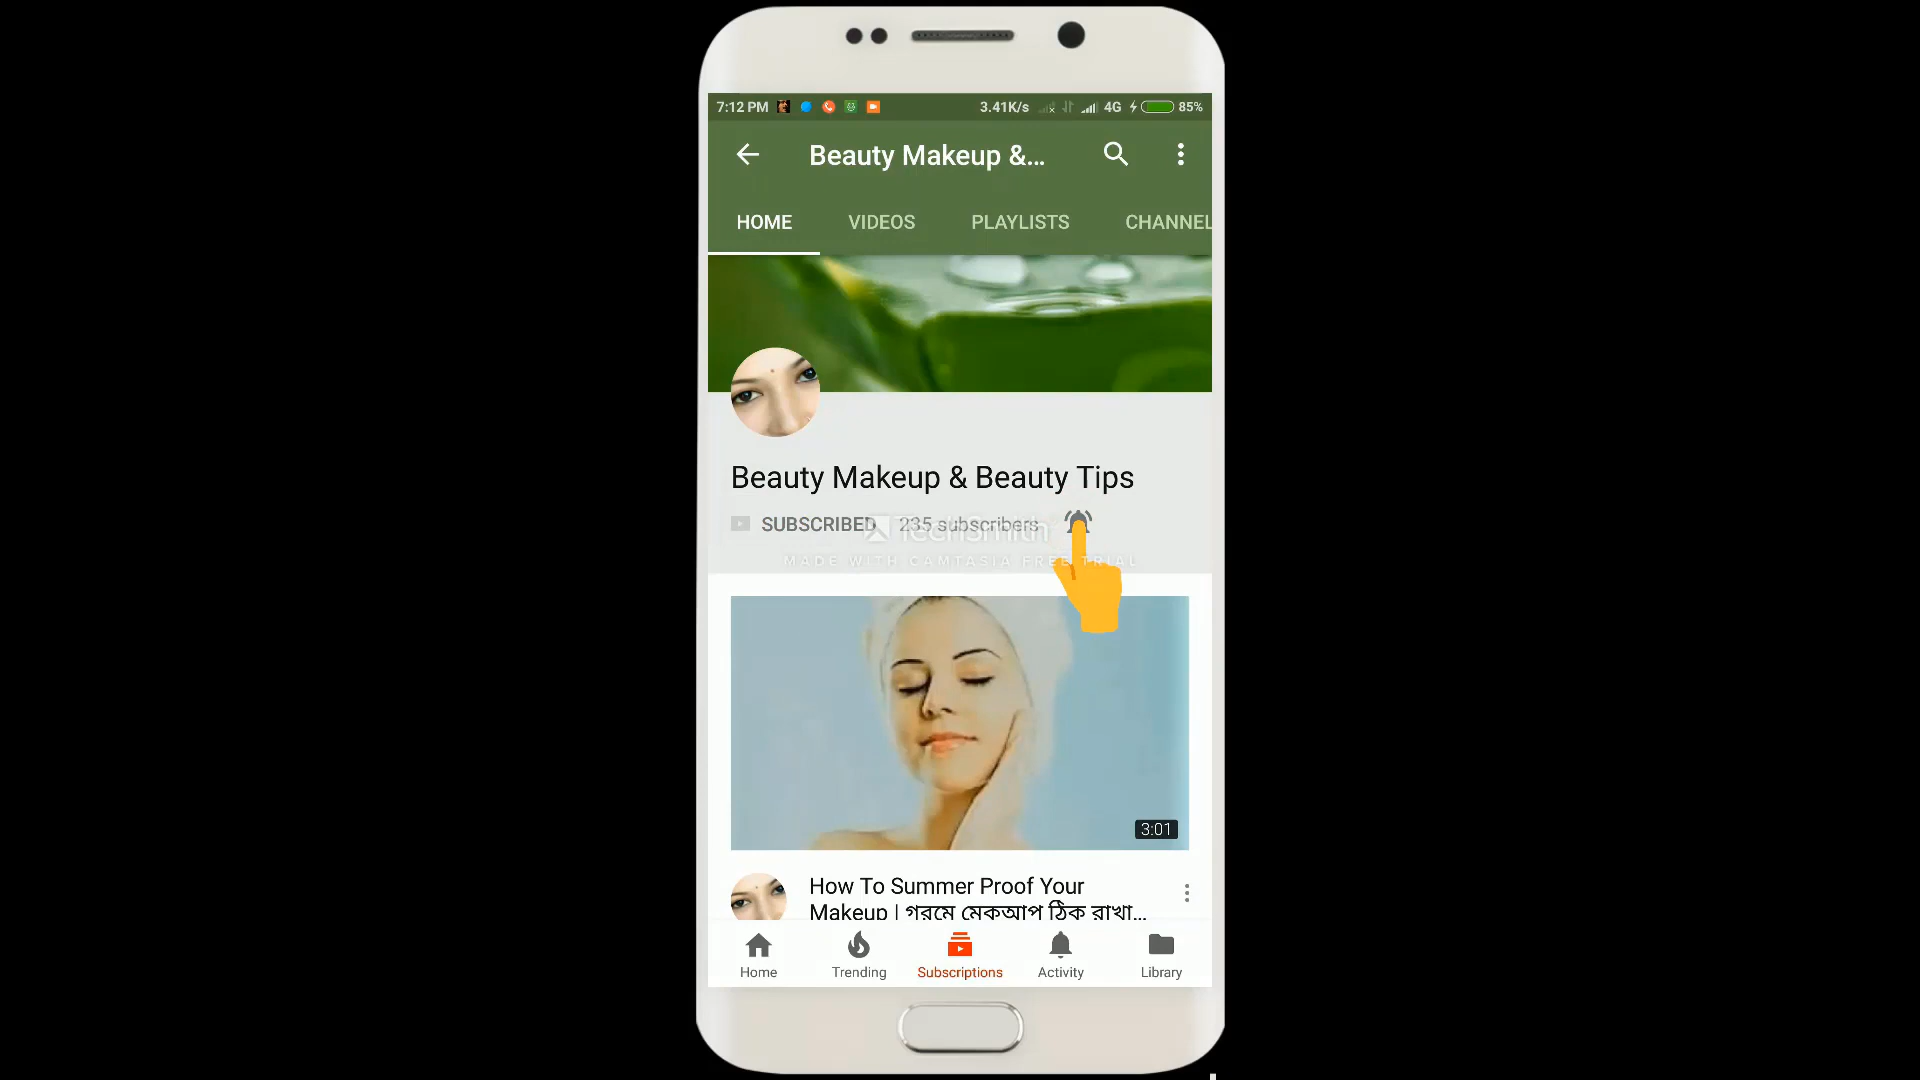 7:12 PM 3.41K/s 4G 85%
Beauty Makeup &...
HOME VIDEOS PLAYLISTS CHANNEL
Beauty Makeup & Beauty Tips
SUBSCRIBED 235 subscribers
TechSmith
MADE WITH CAMTASIA FREE TRIAL
3:01
How To Summer Proof Your
Makeup | গরমে মেকআপ ঠিক রাখা...
Home Trending Subscriptions Activity Library